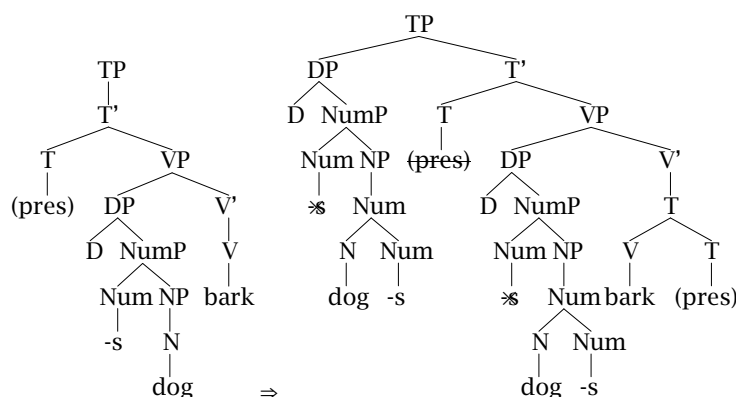 TP
DP T'
TP
D NumP T VP
T'
T VP Num NP (pres) DP V'
(pres) DP V' -s Num D NumP T
D NumP V N Num Num NP V T
Num NP bark dog -s -s Num bark (pres)
-s N N Num
dog ⇒ dog -s